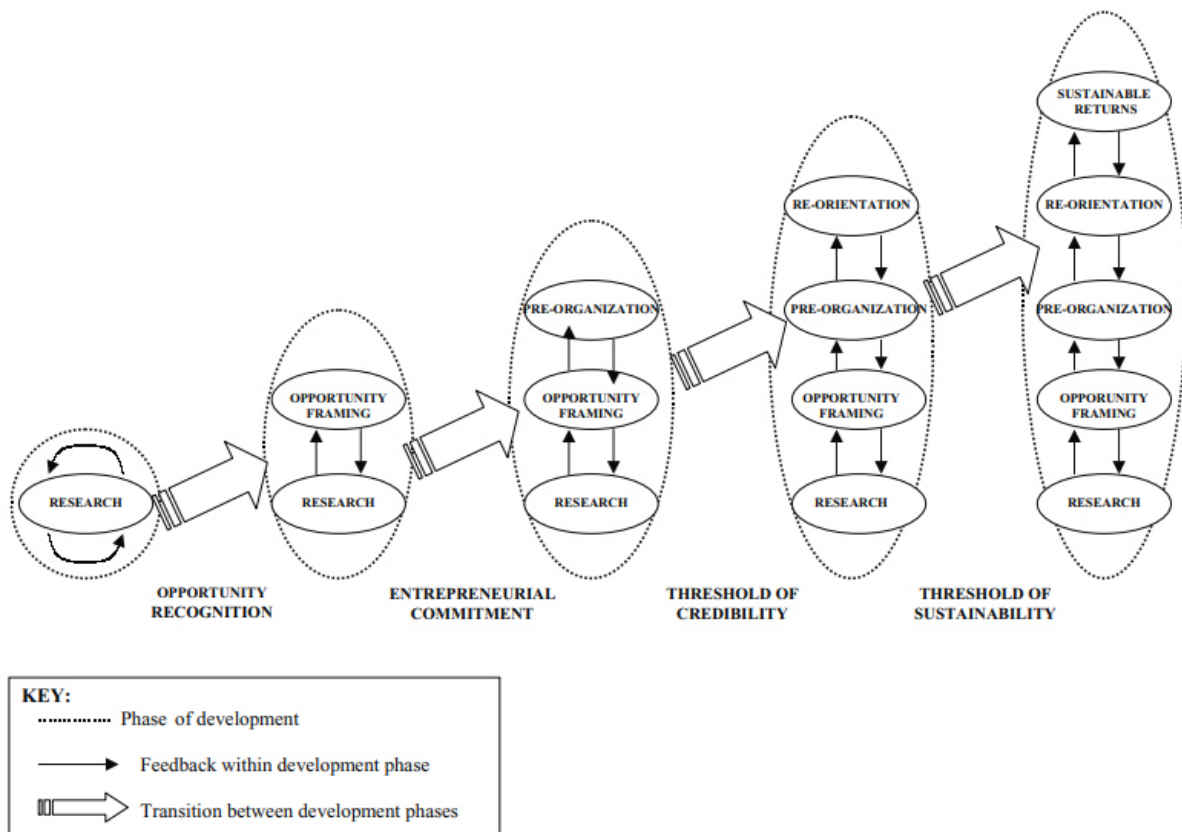 RESEARCH
OPPORTUNITY
RECOGNITION
OPPORTUNITY
FRAMING
RESEARCH
ENTREPRENEURIAL
COMMITMENT
PRE-ORGANIZATION
OPPORTUNITY
FRAMING
RESEARCH
THRESHOLD OF
CREDIBILITY
RE-ORIENTATION
PRE-ORGANIZATION
OPPORTUNITY
FRAMING
RESEARCH
THRESHOLD OF
SUSTAINABILITY
SUSTAINABLE
RETURNS
RE-ORIENTATION
PRE-ORGANIZATION
OPPORTUNITY
FRAMING
RESEARCH
KEY:
Phase of development
Feedback within development phase
Transition between development phases